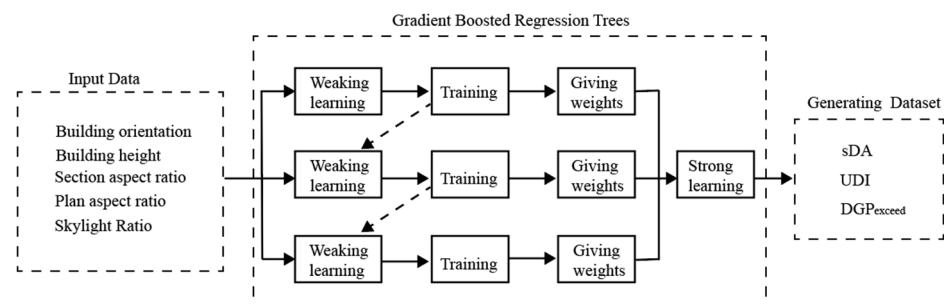 Gradient Boosted Regression Trees
Input Data
Building orientation
Building height
Section aspect ratio
Plan aspect ratio
Skylight Ratio
Weaking
learning
Training
Giving
weights
Weaking
learning
Training
Giving
weights
Strong
learning
Weaking
learning
Training
Giving
weights
Generating Dataset
sDA
UDI
DGPexceed